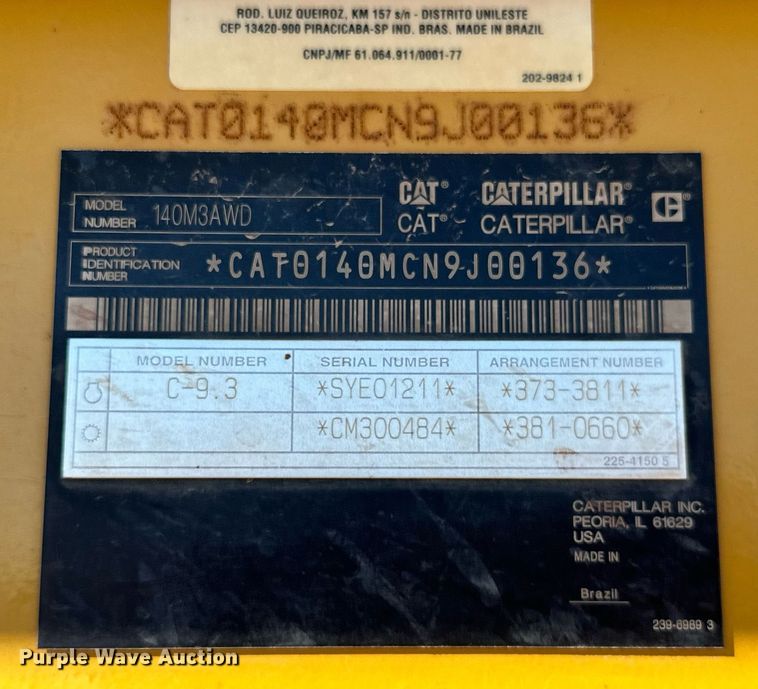 ROD. LUIZ QUEIROZ, KM 157 s/n - DISTRITO UNILESTE
CEP 13420-900 PIRACICABA-SP IND. BRAS. MADE IN BRAZIL
CNPJ/MF 61.064.911/0001-77
202-9824 1
*CAT0140MCN9J00136*
MODEL NUMBER 140M3AWD
CAT® CATERPILLAR®
CAT® CATERPILLAR®
PRODUCT IDENTIFICATION NUMBER *CAT0140MCN9J00136*
MODEL NUMBER SERIAL NUMBER ARRANGEMENT NUMBER
C-9.3 *SYE01211* *373-3811*
*CM300484* *381-0660*
225-4150 5
CATERPILLAR INC.
PEORIA, IL 61629
USA
MADE IN
Brazil
239-6989 3
Purple Wave Auction